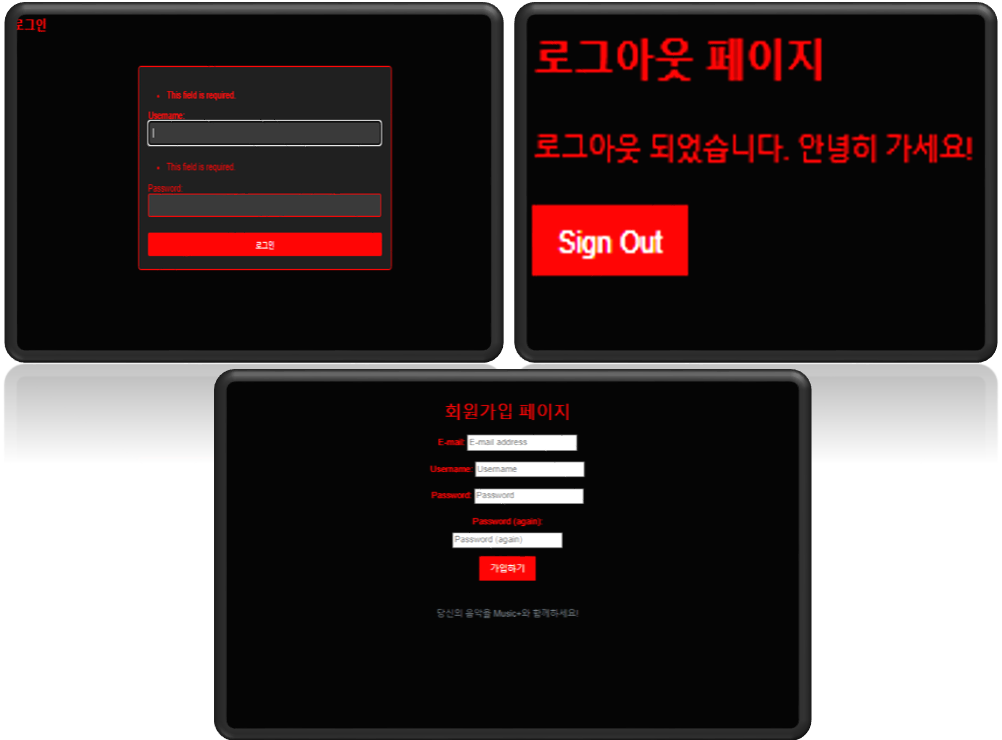 로그인
This field is required.
Username:
This field is required.
Password:
로그인
로그아웃 페이지
로그아웃 되었습니다. 안녕히 가세요!
Sign Out
회원가입 페이지
E-mail: E-mail address
Username: Username
Password: Password
Password (again):
Password (again)
가입하기
당신의 음악을 Music+와 함께하세요!